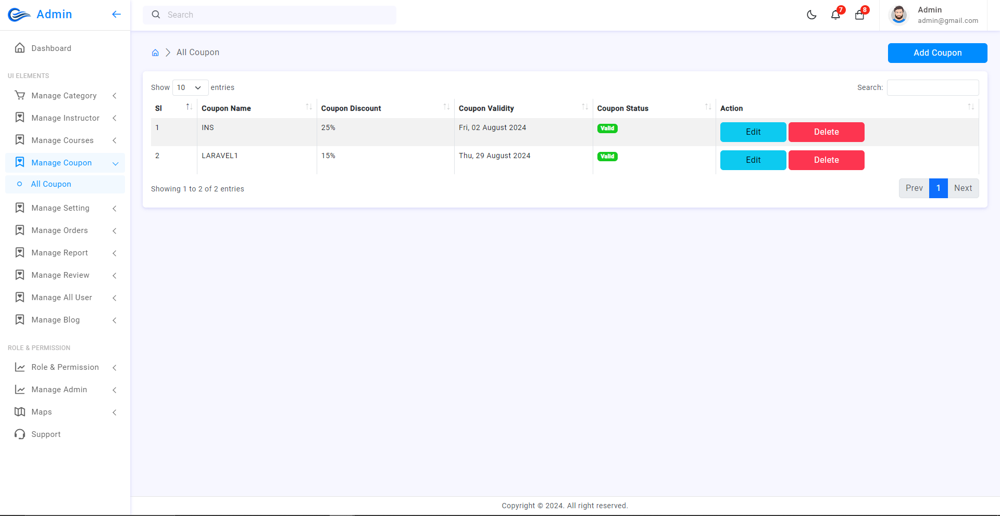 Admin
Search
7
8
Admin
admin@gmail.com
Dashboard
UI ELEMENTS
Manage Category
Manage Instructor
Manage Courses
Manage Coupon
All Coupon
Manage Setting
Manage Orders
Manage Report
Manage Review
Manage All User
Manage Blog
ROLE & PERMISSION
Role & Permission
Manage Admin
Maps
Support
All Coupon
Add Coupon
Show 10 entries
Search:
Sl Coupon Name Coupon Discount Coupon Validity Coupon Status Action
1 INS 25% Fri, 02 August 2024 Valid Edit Delete
2 LARAVEL1 15% Thu, 29 August 2024 Valid Edit Delete
Showing 1 to 2 of 2 entries
Prev 1 Next
Copyright © 2024. All right reserved.